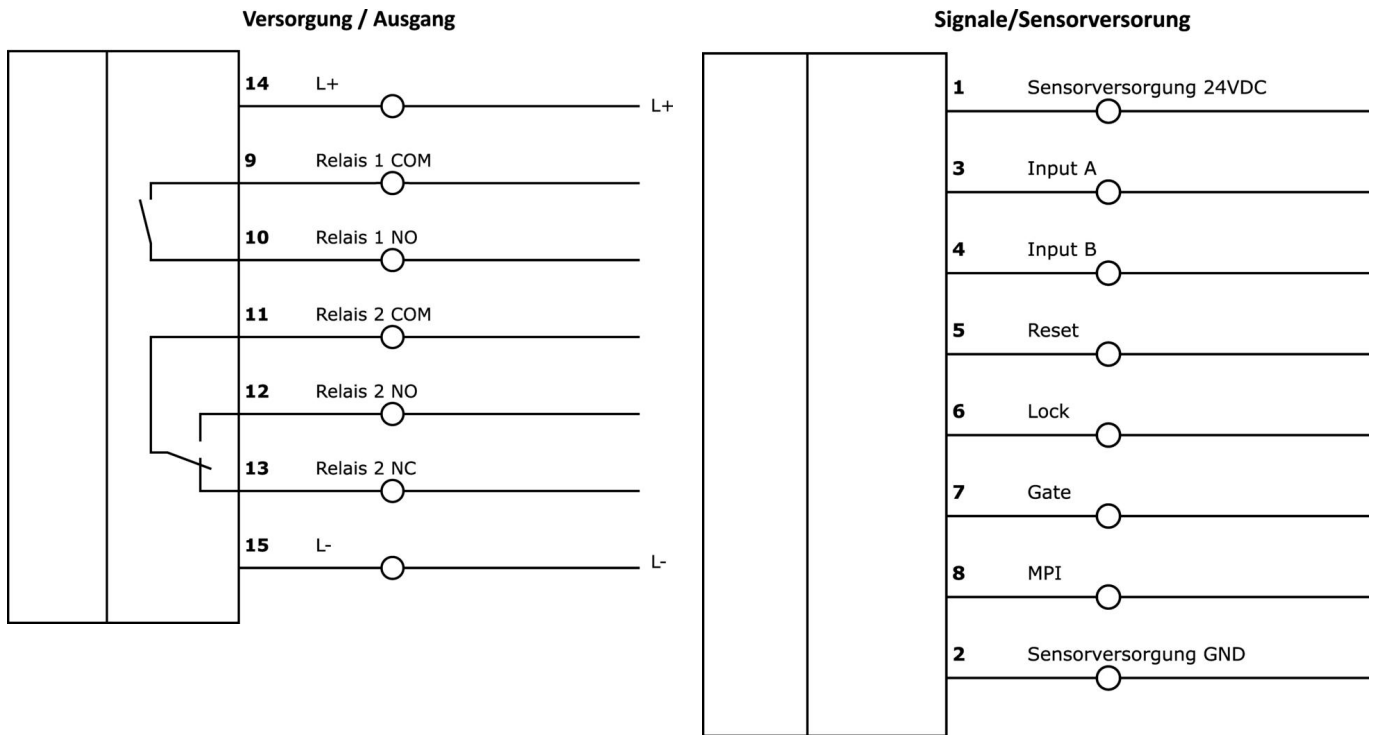 Versorgung / Ausgang
14 L+
L+
9 Relais 1 COM
10 Relais 1 NO
11 Relais 2 COM
12 Relais 2 NO
13 Relais 2 NC
15 L-
L-
Signale/Sensorversorung
1 Sensorversorgung 24VDC
3 Input A
4 Input B
5 Reset
6 Lock
7 Gate
8 MPI
2 Sensorversorgung GND